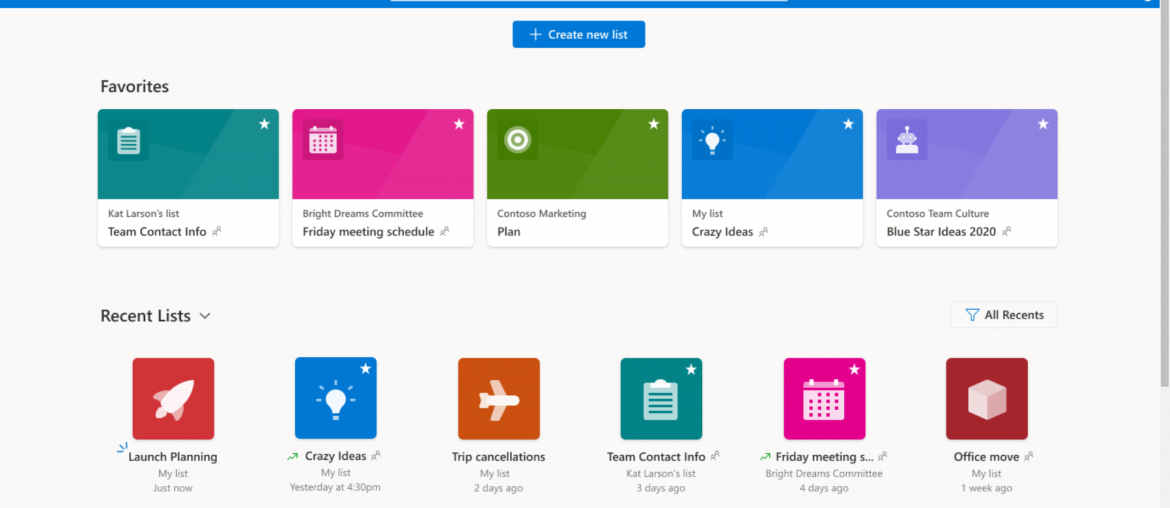 Create new list
Favorites
Kat Larson's list
Team Contact Info
Bright Dreams Committee
Friday meeting schedule
Contoso Marketing
Plan
My list
Crazy Ideas
Contoso Team Culture
Blue Star Ideas 2020
Recent Lists
All Recents
Launch Planning
My list
Just now
Crazy Ideas
My list
Yesterday at 4:30pm
Trip cancellations
My list
2 days ago
Team Contact Info
Kat Larson's list
3 days ago
Friday meeting s...
Bright Dreams Committee
4 days ago
Office move
My list
1 week ago